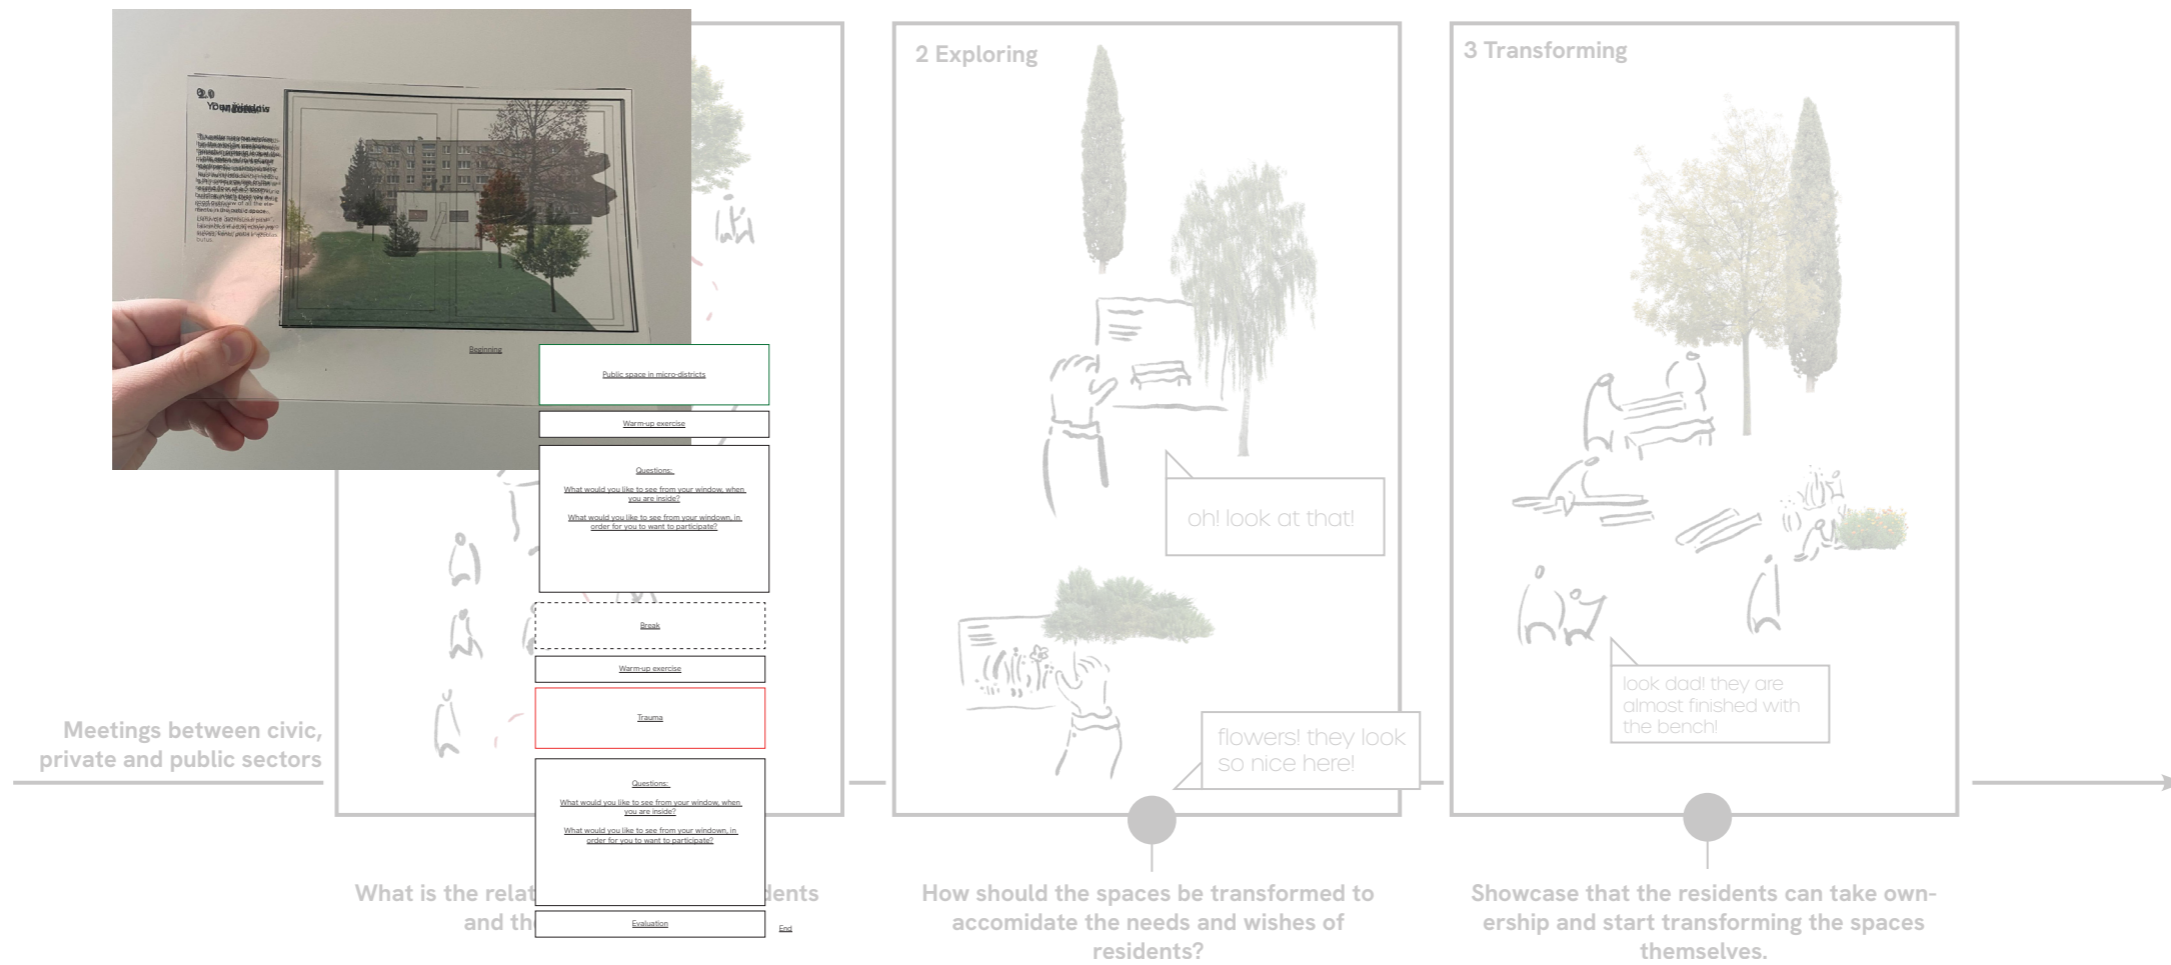 2.0
Beginning
Public space in micro-districts
Warm-up exercise
Questions:
What would you like to see from your window, when
you are inside?
What would you like to see from your windown, in
order for you to want to participate?
Break
Warm-up exercise
Trauma
Questions:
What would you like to see from your window, when
you are inside?
What would you like to see from your windown, in
order for you to want to participate?
Evaluation
End
Meetings between civic,
private and public sectors
What is the
and
2 Exploring
oh! look at that!
flowers! they look
so nice here!
How should the spaces be transformed to
accomidate the needs and wishes of
residents?
3 Transforming
look dad! they are
almost finished with
the bench!
Showcase that the residents can take own-
ership and start transforming the spaces
themselves.